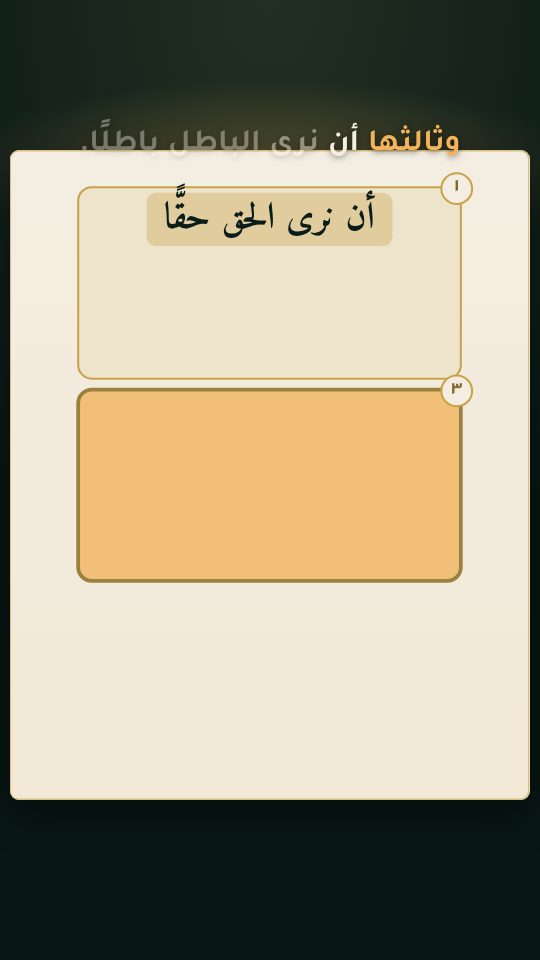 وثالثها أن نرى الباطل باطلًا.
١
أن نرى الحق حقًّا
٣